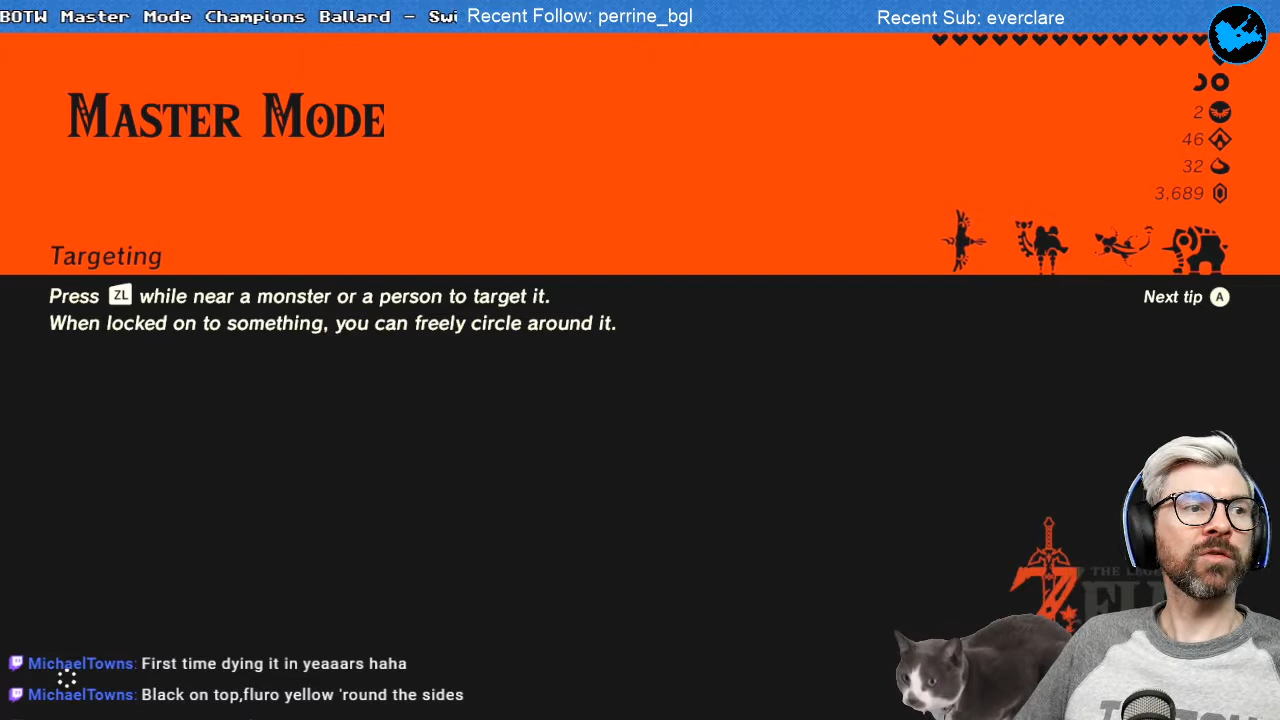 BOTW Master Mode Champions Ballard - Swi
Recent Follow: perrine_bgl
Recent Sub: everclare
Master Mode
2
46
32
3,689
Targeting
Press ZL while near a monster or a person to target it.
When locked on to something, you can freely circle around it.
Next tip A
THE LEGE
MichaelTowns: First time dying it in yeaaars haha
MichaelTowns: Black on top,fluro yellow 'round the sides